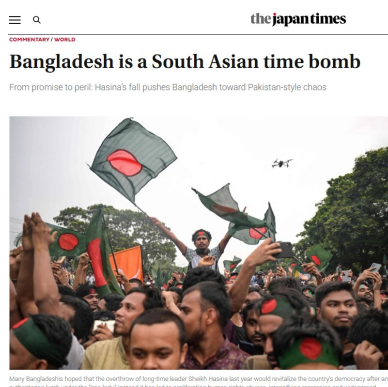 the japan times
COMMENTARY / WORLD
Bangladesh is a South Asian time bomb
From promise to peril: Hasina's fall pushes Bangladesh toward Pakistan-style chaos
Many Bangladeshis hoped that the overthrow of long-time leader Sheikh Hasina last year would revitalize the country's democracy after